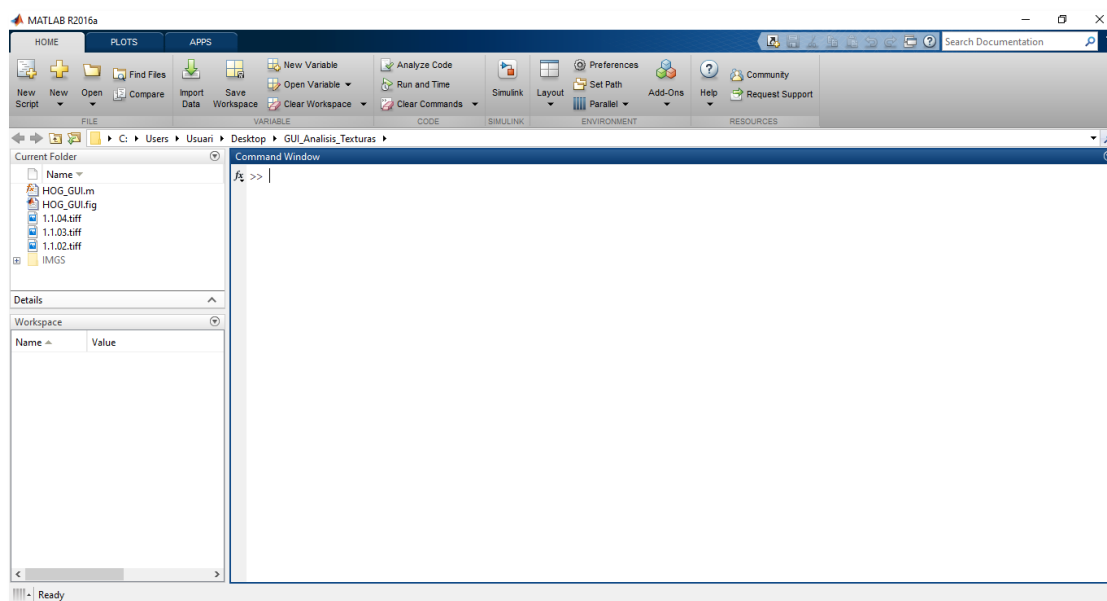 MATLAB R2016a
HOME PLOTS APPS Search Documentation
New Script New Open Find Files Compare Import Data Save Workspace New Variable Open Variable Clear Workspace Analyze Code Run and Time Clear Commands Simulink Layout Preferences Set Path Parallel Add-Ons Help Community Request Support
FILE VARIABLE CODE SIMULINK ENVIRONMENT RESOURCES
C: Users Usuari Desktop GUI_Analisis_Texturas
Current Folder
Name
HOG_GUI.m
HOG_GUI.fig
1.1.04.tiff
1.1.03.tiff
1.1.02.tiff
IMGS
Details
Workspace
Name Value
Command Window
fx >>
Ready